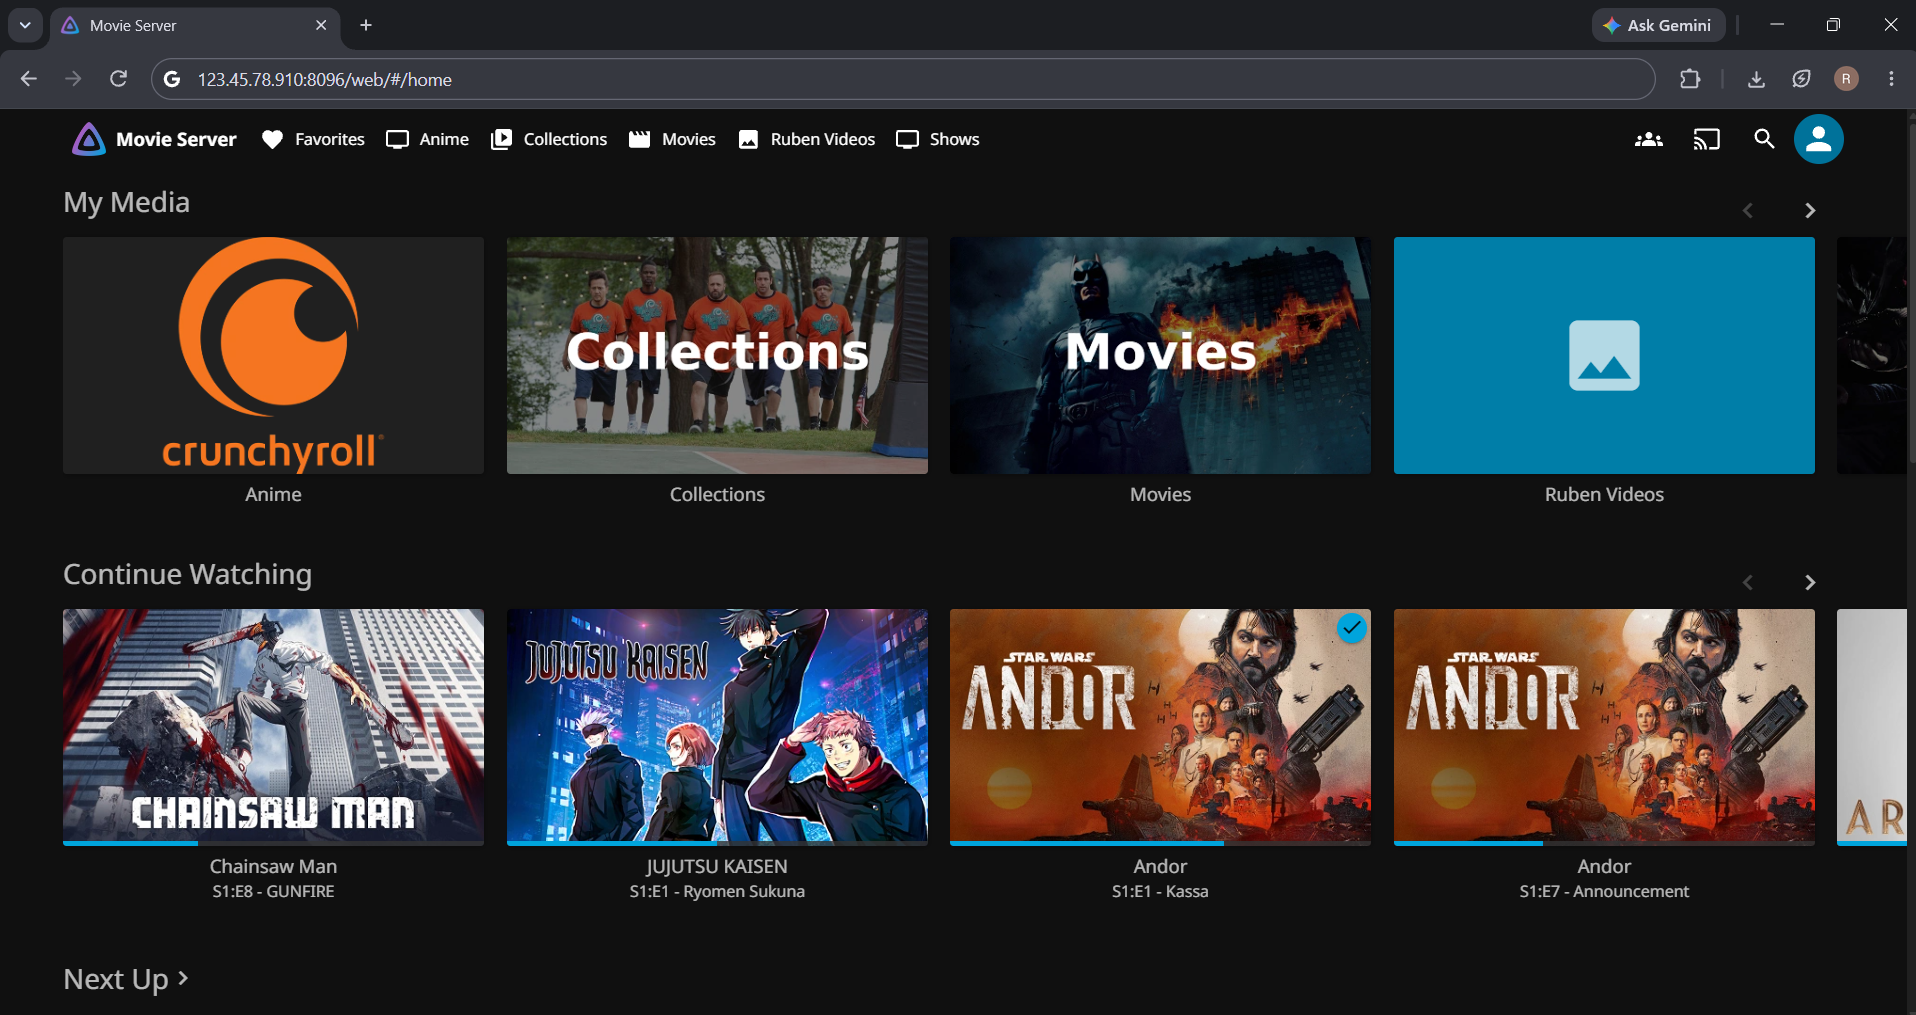 Movie Server
Ask Gemini
123.45.78.910:8096/web/#/home
R
Movie Server
Favorites
Anime
Collections
Movies
Ruben Videos
Shows
My Media
crunchyroll
Collections
Movies
Anime
Collections
Movies
Ruben Videos
Continue Watching
CHAINSAW MAN
JUJUTSU KAISEN
STAR WARS
ANDOR
STAR WARS
ANDOR
AR
Chainsaw Man
S1:E8 - GUNFIRE
JUJUTSU KAISEN
S1:E1 - Ryomen Sukuna
Andor
S1:E1 - Kassa
Andor
S1:E7 - Announcement
Next Up